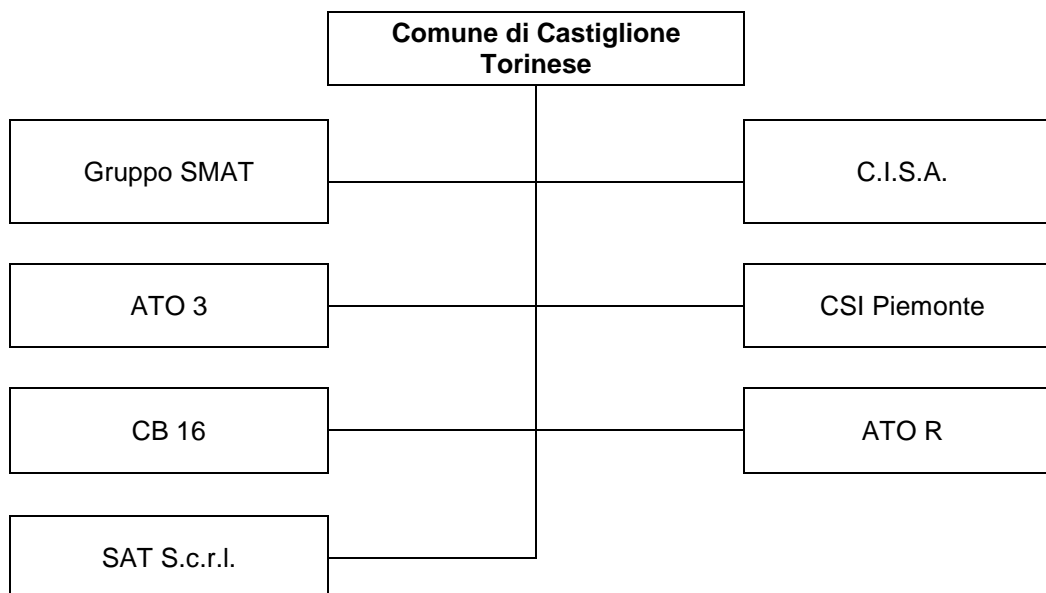 Comune di Castiglione
Torinese
Gruppo SMAT
C.I.S.A.
ATO 3
CSI Piemonte
CB 16
ATO R
SAT S.c.r.l.